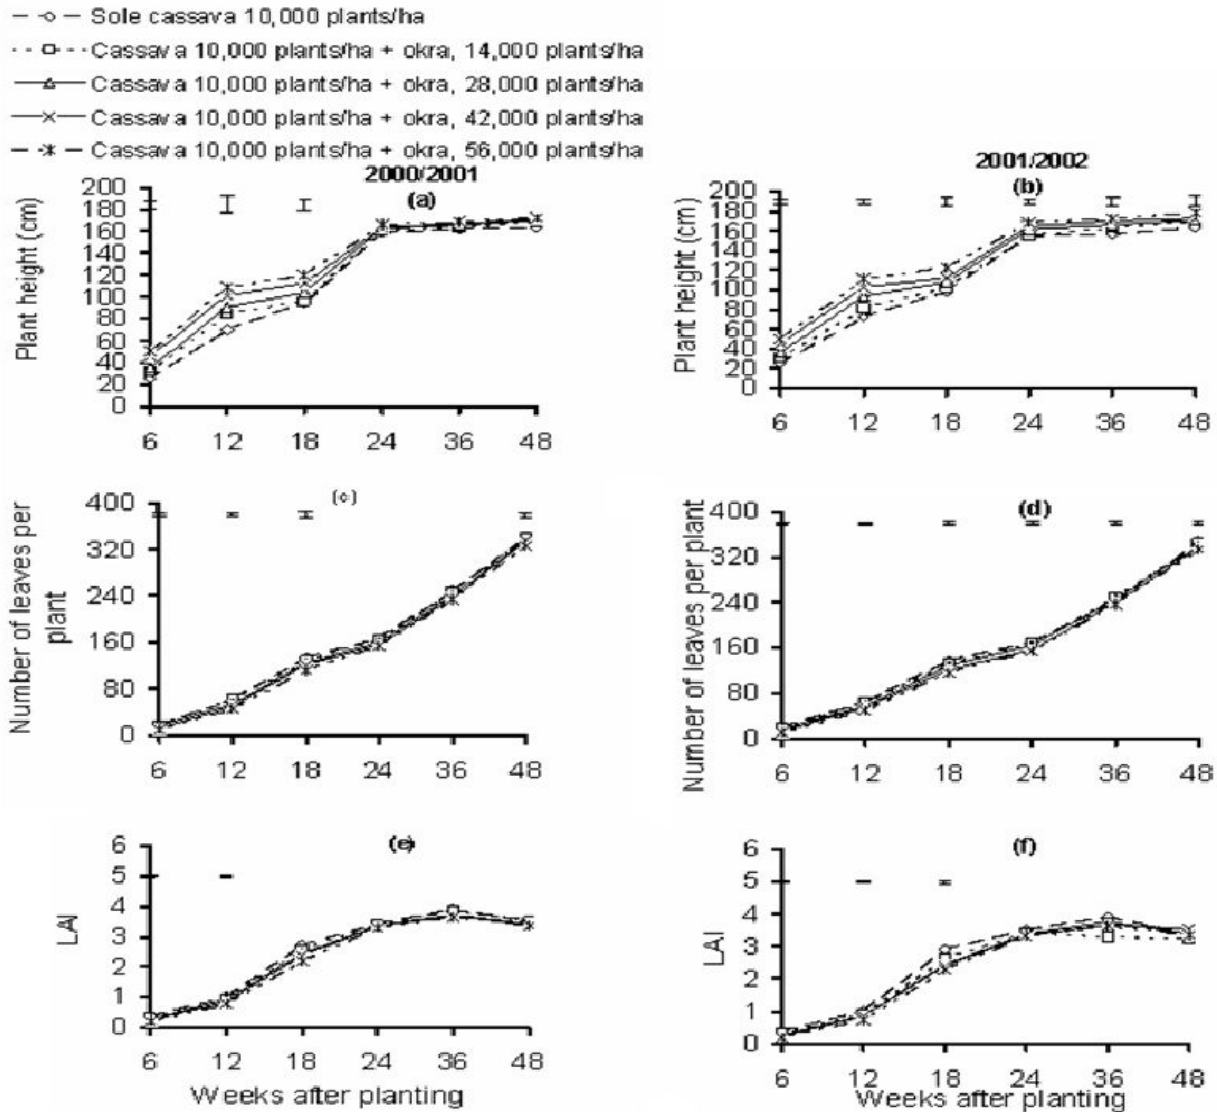 Sole cassava 10,000 plants/ha
Cassava 10,000 plants/ha + okra, 14,000 plants/ha
Cassava 10,000 plants/ha + okra, 28,000 plants/ha
Cassava 10,000 plants/ha + okra, 42,000 plants/ha
Cassava 10,000 plants/ha + okra, 56,000 plants/ha
2000/2001
(a)
Plant height (cm)
200
180
160
140
120
100
80
60
40
20
0
6 12 18 24 36 48
2001/2002
(b)
Plant height (cm)
200
180
160
140
120
100
80
60
40
20
0
6 12 18 24 36 48
(c)
Number of leaves per plant
400
320
240
160
80
0
6 12 18 24 36 48
(d)
Number of leaves per plant
400
320
240
160
80
0
6 12 18 24 36 48
(e)
LAI
6
5
4
3
2
1
0
6 12 18 24 36 48
Weeks after planting
(f)
LAI
6
5
4
3
2
1
0
6 12 18 24 36 48
Weeks after planting